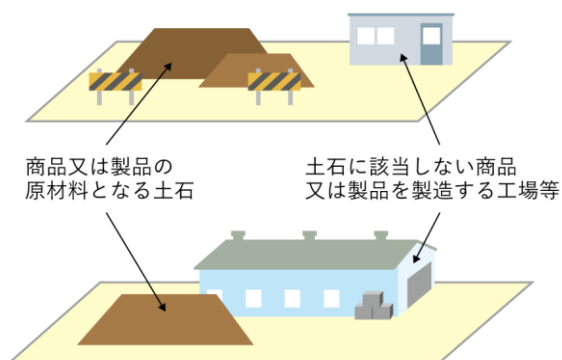 商品又は製品の
原材料となる土石
土石に該当しない商品
又は製品を製造する工場等